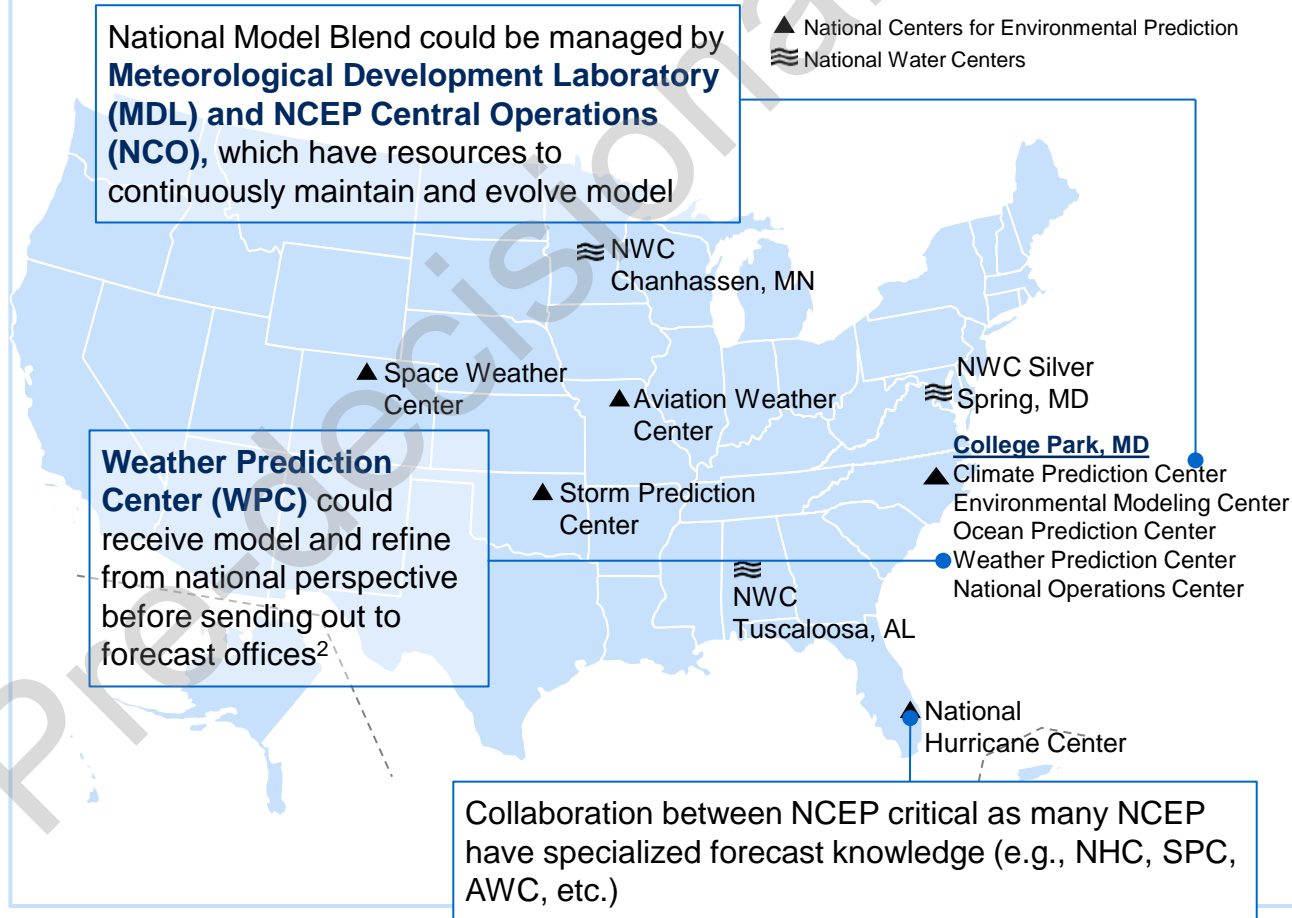 National Model Blend could be managed by
Meteorological Development Laboratory
(MDL) and NCEP Central Operations
(NCO), which have resources to
continuously maintain and evolve model
▲ National Centers for Environmental Prediction
National Water Centers
NWC
Chanhassen, MN
Space Weather
Center
Aviation Weather
Center
NWC Silver
Spring, MD
College Park, MD
Climate Prediction Center
Environmental Modeling Center
Ocean Prediction Center
Weather Prediction Center
National Operations Center
Weather Prediction
Center (WPC) could
receive model and refine
from national perspective
before sending out to
forecast offices²
Storm Prediction
Center
NWC
Tuscaloosa, AL
National
Hurricane Center
Collaboration between NCEP critical as many NCEP
have specialized forecast knowledge (e.g., NHC, SPC,
AWC, etc.)
Pre-decisional